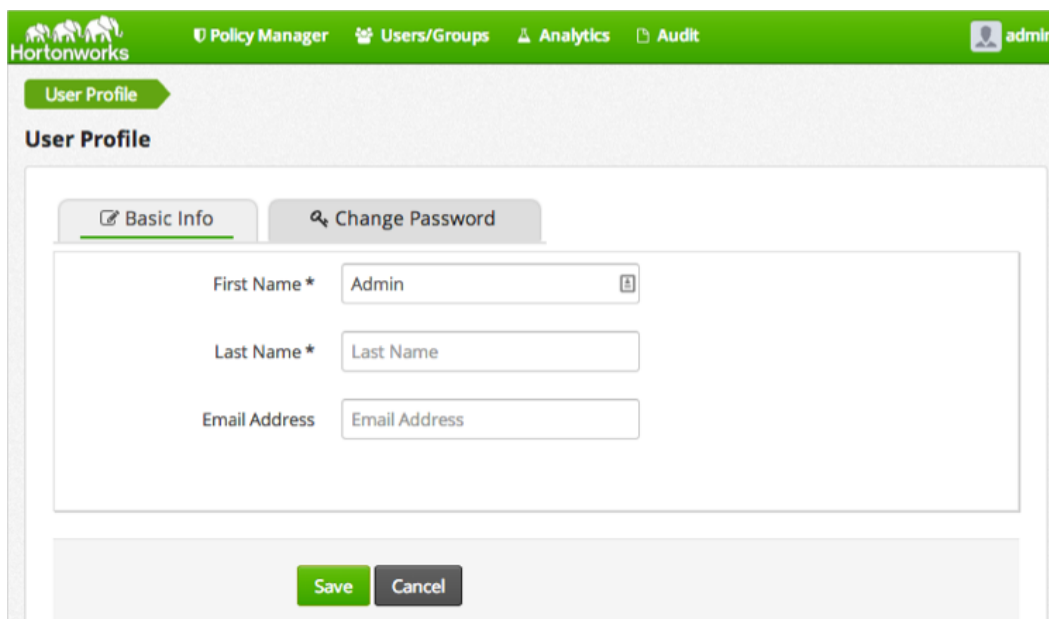 Hortonworks Policy Manager Users/Groups Analytics Audit admin
User Profile
User Profile
Basic Info Change Password
First Name * Admin
Last Name * Last Name
Email Address Email Address
Save Cancel